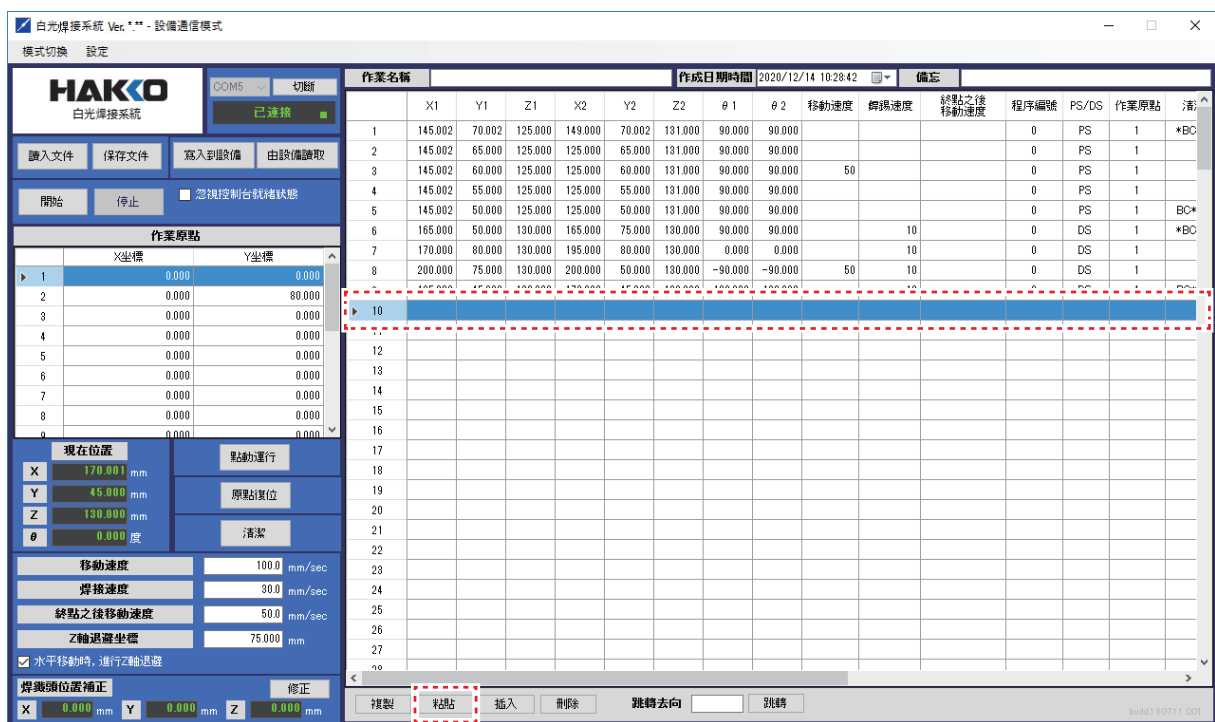 白光焊接系統 Ver. *.** - 設備通信模式
模式切換 設定
HAKKO
白光焊接系統
COM5 切斷
已連接
讀入文件 保存文件 寫入到設備 由設備讀取
開始 停止 忽視控制台就緒狀態
作業原點
X坐標 Y坐標
1 0.000 0.000
2 0.000 80.000
3 0.000 0.000
4 0.000 0.000
5 0.000 0.000
6 0.000 0.000
7 0.000 0.000
8 0.000 0.000
9 0.000 0.000
現在位置
X 170.001 mm
Y 45.000 mm
Z 130.000 mm
θ 0.000 度
點動運行
原點復位
清潔
移動速度 100.0 mm/sec
焊接速度 30.0 mm/sec
終點之後移動速度 50.0 mm/sec
Z軸退避坐標 75.000 mm
水平移動時, 進行Z軸退避
焊鐵頭位置補正 修正
X 0.000 mm Y 0.000 mm Z 0.000 mm
作業名稱 作成日期時間 2020/12/14 10:28:42 備忘
X1 Y1 Z1 X2 Y2 Z2 θ1 θ2 移動速度 銲錫速度 終點之後移動速度 程序編號 PS/DS 作業原點
1 145.002 70.002 125.000 149.000 70.002 131.000 90.000 90.000 0 PS 1 *BC
2 145.002 65.000 125.000 125.000 65.000 131.000 90.000 90.000 0 PS 1
3 145.002 60.000 125.000 125.000 60.000 131.000 90.000 90.000 50 0 PS 1
4 145.002 55.000 125.000 125.000 55.000 131.000 90.000 90.000 0 PS 1
5 145.002 50.000 125.000 125.000 50.000 131.000 90.000 90.000 0 PS 1 BC*
6 165.000 50.000 130.000 165.000 75.000 130.000 90.000 90.000 10 0 DS 1 *BC
7 170.000 80.000 130.000 195.000 80.000 130.000 0.000 0.000 10 0 DS 1
8 200.000 75.000 130.000 200.000 50.000 130.000 -90.000 -90.000 50 10 0 DS 1
10
12
13
14
15
16
17
18
19
20
21
22
23
24
25
26
27
複製 粘貼 插入 刪除 跳轉去向 跳轉
build.180711.001